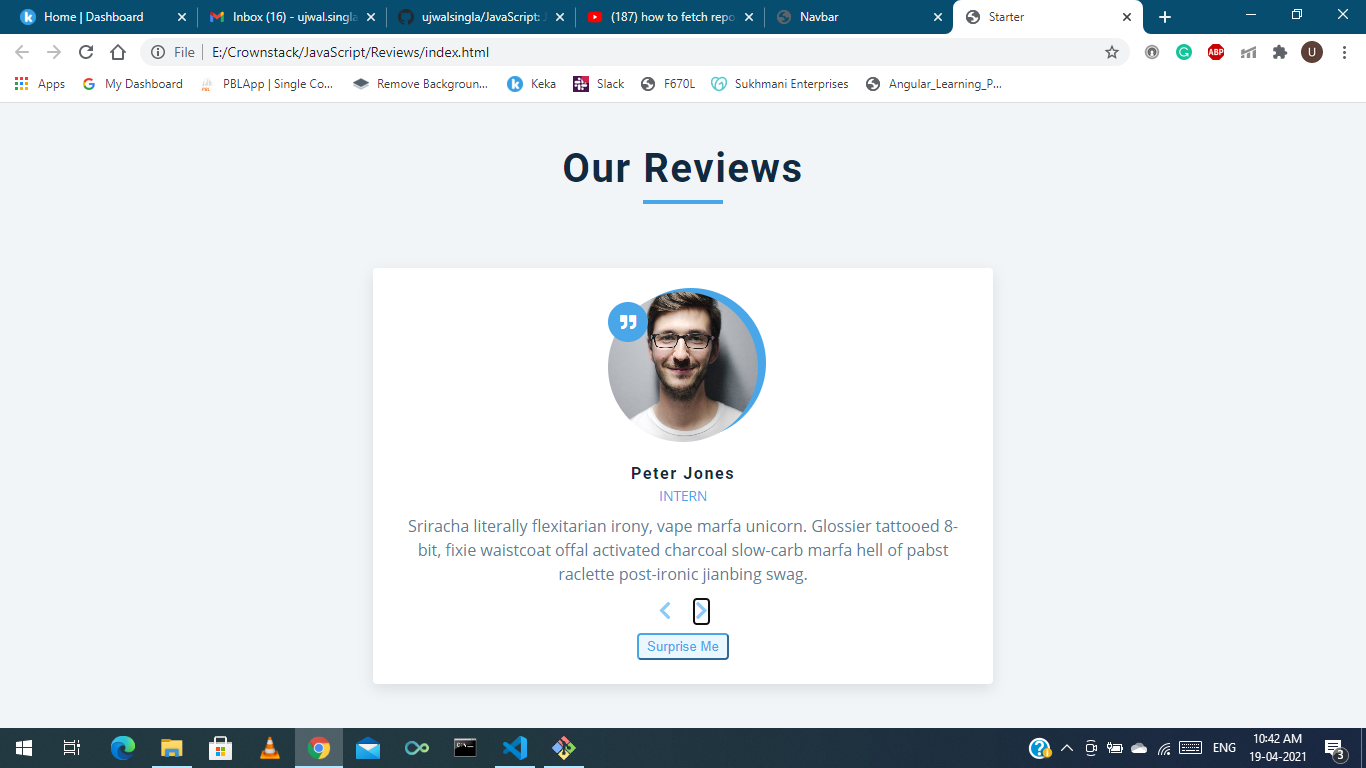 Home | Dashboard
Inbox (16) - ujwal.singla
ujwalsingla/JavaScript: J
(187) how to fetch repo
Navbar
Starter
File
E:/Crownstack/JavaScript/Reviews/index.html
ABP
U
Apps
My Dashboard
PBLApp | Single Co...
Remove Backgroun...
Keka
Slack
F670L
Sukhmani Enterprises
Angular_Learning_P...
Our Reviews
Peter Jones
INTERN
Sriracha literally flexitarian irony, vape marfa unicorn. Glossier tattooed 8-
bit, fixie waistcoat offal activated charcoal slow-carb marfa hell of pabst
raclette post-ironic jianbing swag.
Surprise Me
ENG
10:42 AM
19-04-2021
3